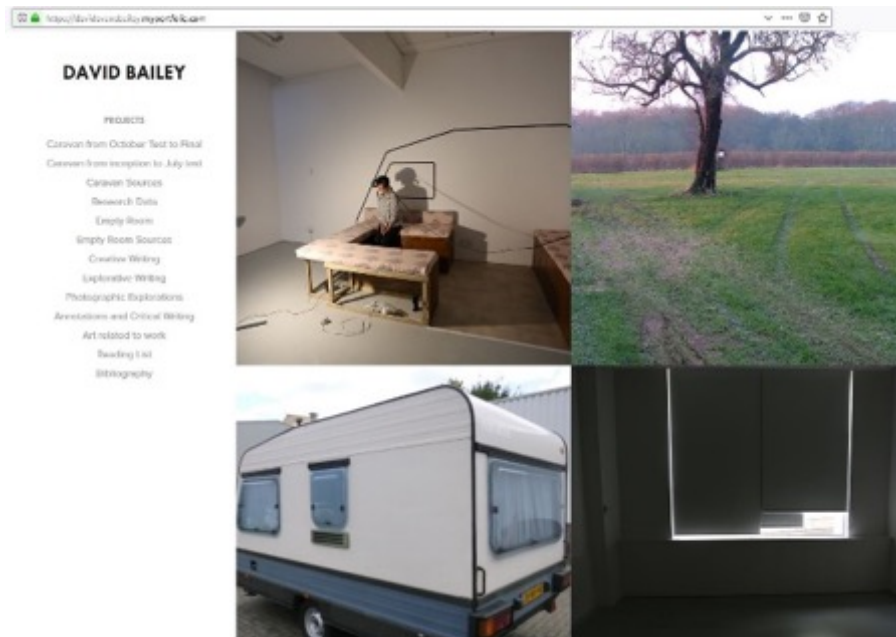 DAVID BAILEY
PROJECTS
Caravan from October Test to Final
Caravan from inception to July test
Caravan Sources
Research Data
Empty Room
Empty Room Sources
Creative Writing
Explorative Writing
Photographic Explorations
Annotations and Critical Writing
Art related to work
Reading List
Bibliography